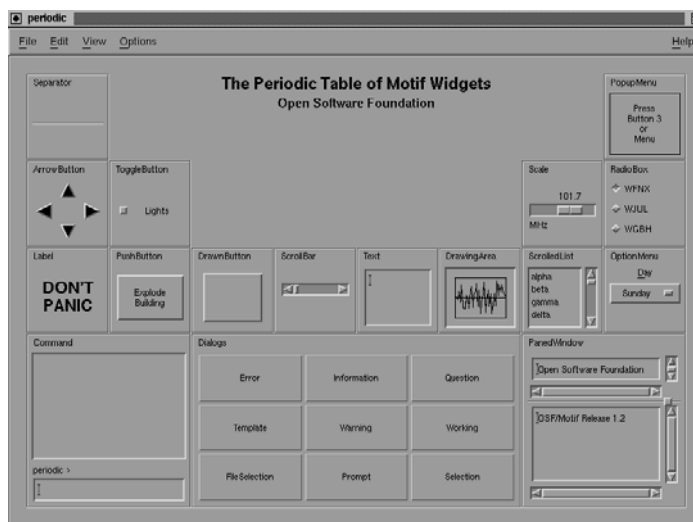 periodic
File Edit View Options Help
Separator
The Periodic Table of Motif Widgets
Open Software Foundation
PopupMenu
Press
Button 3
or
Menu
ArrowButton
ToggleButton
Lights
Scale
101.7
MHz
RadioBox
WFNX
WJUL
WGBH
Label
DON'T
PANIC
PushButton
Explode
Building
DrawnButton
ScrollBar
Text
DrawingArea
ScrolledList
alpha
beta
gamma
delta
OptionMenu
Day
Sunday
Command
periodic >
Dialogs
Error Information Question
Template Warning Working
FileSelection Prompt Selection
PanedWindow
Open Software Foundation
OSF/Motif Release 1.2